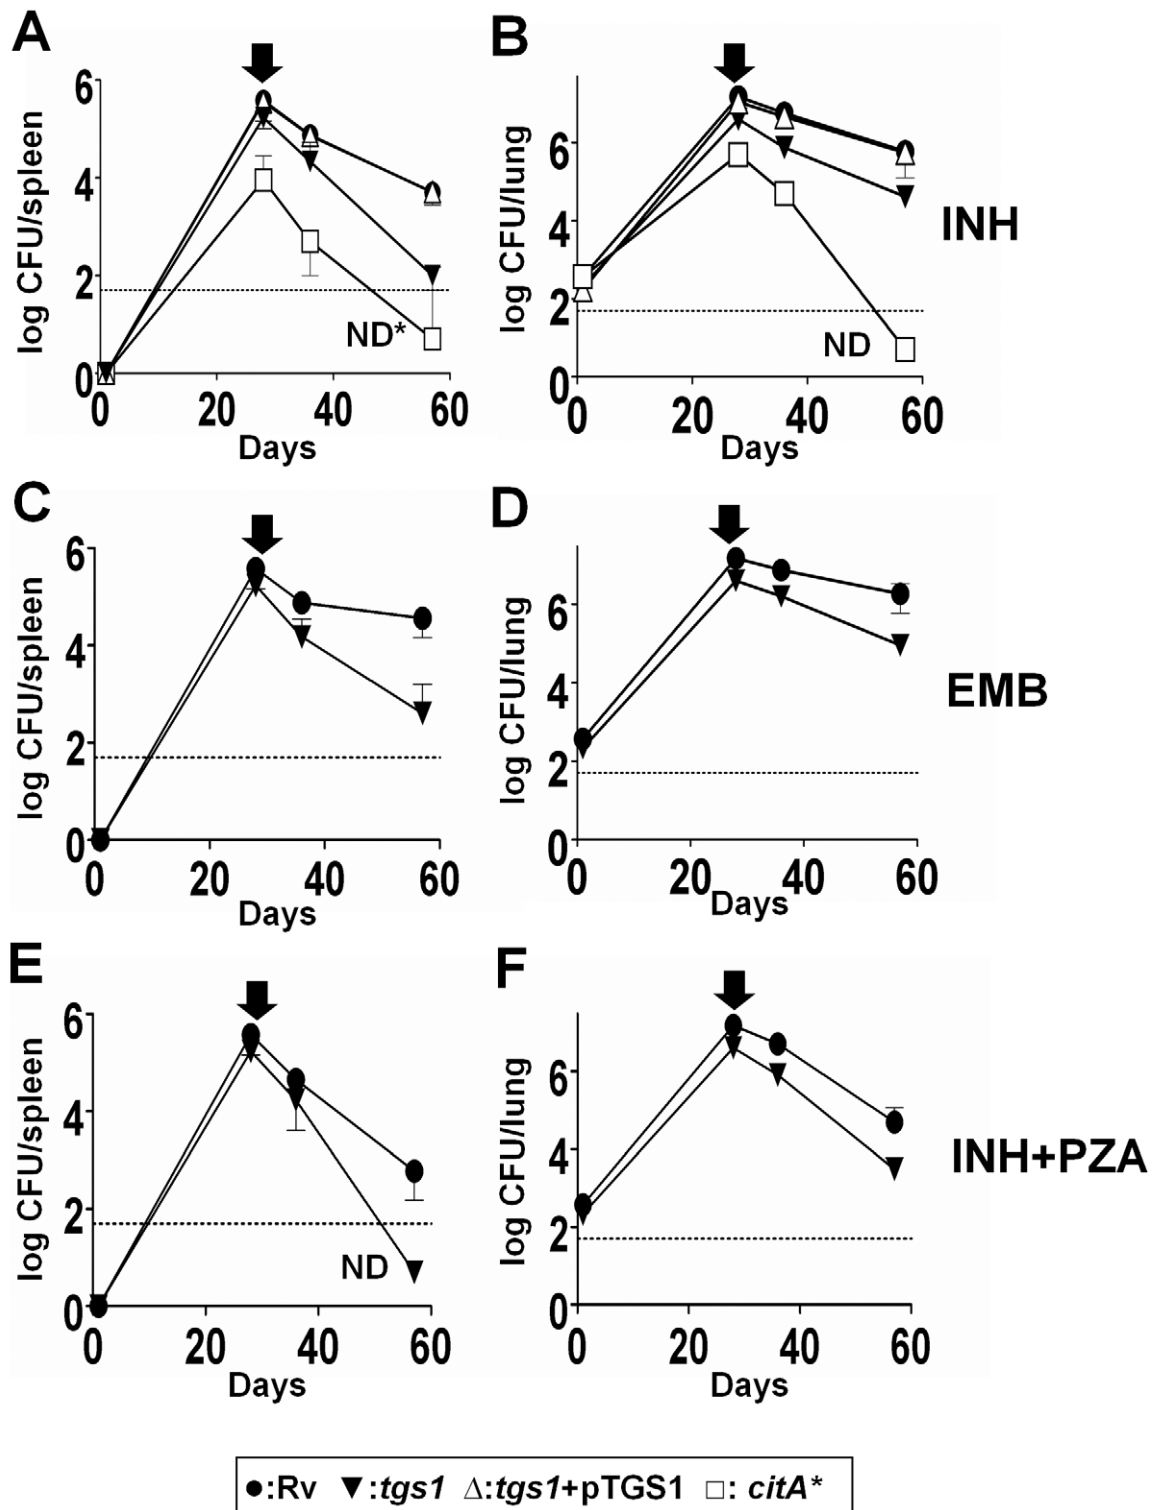 A
B
log CFU/spleen
6
4
2
0
ND*
0 20 40 60
Days
log CFU/lung
6
4
2
0
ND
0 20 40 60
Days
INH
C
D
log CFU/spleen
6
4
2
0
0 20 40 60
Days
log CFU/lung
6
4
2
0
0 20 40 60
Days
EMB
E
F
log CFU/spleen
6
4
2
0
ND
0 20 40 60
Days
log CFU/lung
6
4
2
0
0 20 40 60
Days
INH+PZA
●:Rv ▼:tgs1 Δ:tgs1+pTGS1 □: citA*